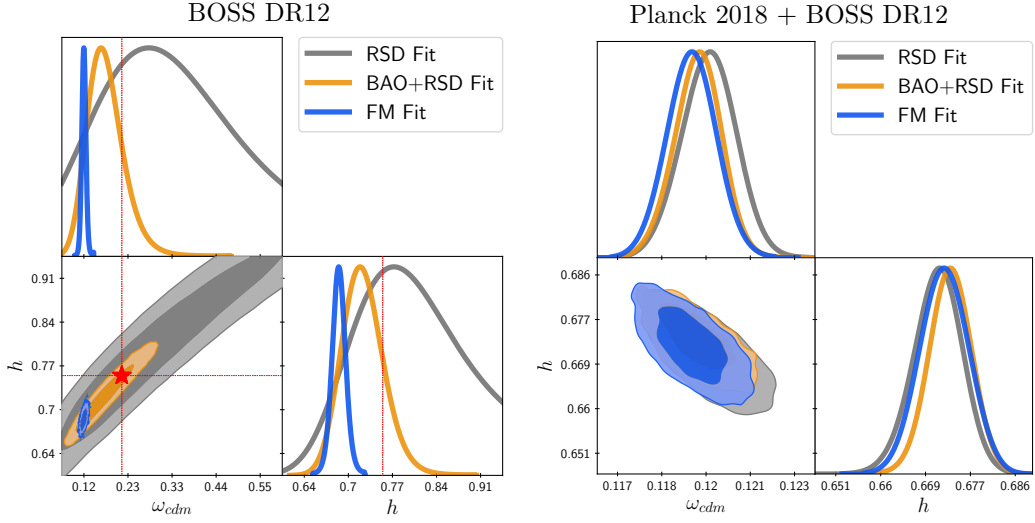 BOSS DR12
RSD Fit
BAO+RSD Fit
FM Fit
0.91
0.84
0.77
0.7
0.64
h
0.12 0.23 0.44 0.55
ω_cdm
0.64 0.7 0.77 0.84 0.91
h
Planck 2018 + BOSS DR12
RSD Fit
BAO+RSD Fit
FM Fit
0.686
0.677
0.669
0.66
0.651
h
0.117 0.118 0.12 0.121 0.123
ω_cdm
0.651 0.66 0.669 0.677 0.686
h